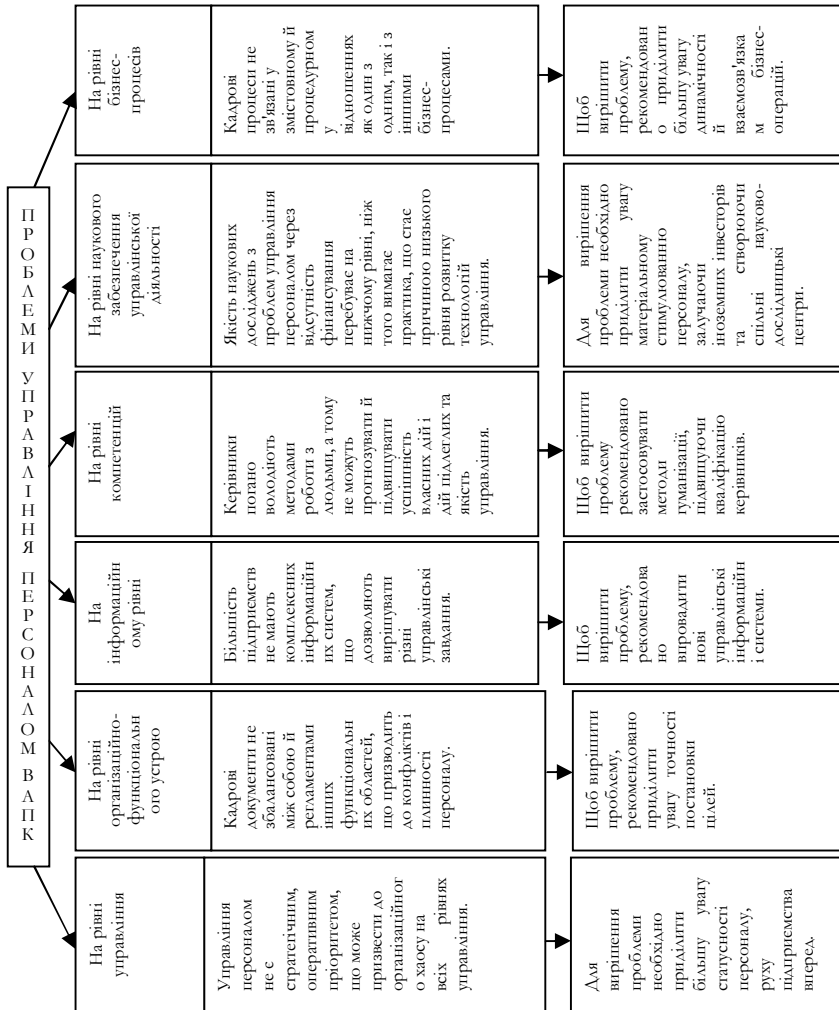 ПРОБЛЕМИ УПРАВЛІННЯ ПЕРСОНАЛОМ В АПК
На рівні
управління
Управління
персоналом
не є
стратегічним,
оперативним
пріоритетом,
що може
призвести до
організаційног
о хаосу на
всіх рівнях
управління.
Для
вирішення
проблеми
необхідно
приділити
більшу увагу
статусності
персоналу,
руху
підприємства
вперед.
На рівні
організаційно-
функціональн
ого устрою
Кадрові
документи не
збалансовані
між собою й
регламентами
інших
функціональн
их областей,
що призводить
до конфліктів і
плинності
персоналу.
Щоб вирішити
проблему,
рекомендовано
приділити
увагу точності
постановки
цілей.
На
інформаційн
ому рівні
Більшість
підприємств
не мають
комплексних
інформаційн
их систем,
що
дозволяють
вирішувати
різні
управлінські
завдання.
Щоб
вирішити
проблему,
рекомендова
но
впровадити
нові
управлінські
інформаційн
і системи.
На рівні
компетенцій
Керівники
погано
володіють
методами
роботи з
людьми, а тому
не можуть
прогнозувати й
підвищувати
успішність
власних дій і
дій підлеглих та
якість
управління.
Щоб вирішити
проблему
рекомендовано
застосовувати
методи
гуманізації,
підвищуючи
кваліфікацію
керівників.
На рівні наукового
забезпечення
управлінської
діяльності
Якість наукових
досліджень з
проблем управління
персоналом через
відсутність
фінансування
перебуває на
нижчому рівні, ніж
того вимагає
практика, що стає
причиною низького
рівня розвитку
технологій
управління.
Для вирішення
проблеми необхідно
приділити увагу
матеріальному
стимулюванню
персоналу,
залучаючи
іноземних інвесторів
та створюючи
спільні науково-
дослідницькі
центри.
На рівні
бізнес-
процесів
Кадрові
процеси не
зв'язані у
змістовному й
процедурном
у
відношеннях
як один з
одним, так і з
іншими
бізнес-
процесами.
Щоб
вирішити
проблему,
рекомендован
о приділити
більшу увагу
динамічності
й
взаємозв'язка
м бізнес-
операцій.